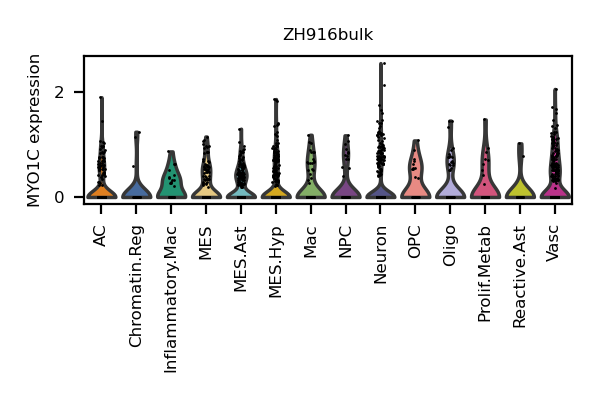 ZH916bulk
MYO1C expression
2
0
AC
Chromatin.Reg
Inflammatory.Mac
MES
MES.Ast
MES.Hyp
Mac
NPC
Neuron
OPC
Oligo
Prolif.Metab
Reactive.Ast
Vasc